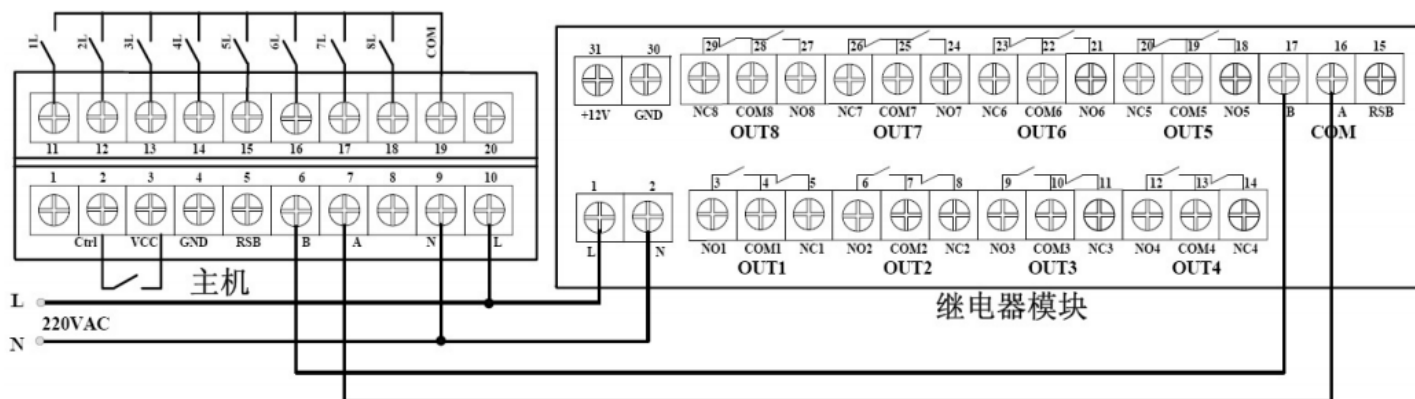 1L 2L 3L 4L 5L 6L 7L 8L COM
11 12 13 14 15 16 17 18 19 20
1 2 3 4 5 6 7 8 9 10
Ctrl VCC GND RSB B A N L
主机
L
220VAC
N
31 30 29 28 27 26 25 24 23 22 21 20 19 18 17 16 15
+12V GND NC8 COM8 NO8 NC7 COM7 NO7 NC6 COM6 NO6 NC5 COM5 NO5 B A RSB
OUT8 OUT7 OUT6 OUT5 COM
1 2 3 4 5 6 7 8 9 10 11 12 13 14
L N NO1 COM1 NC1 NO2 COM2 NC2 NO3 COM3 NC3 NO4 COM4 NC4
OUT1 OUT2 OUT3 OUT4
继电器模块